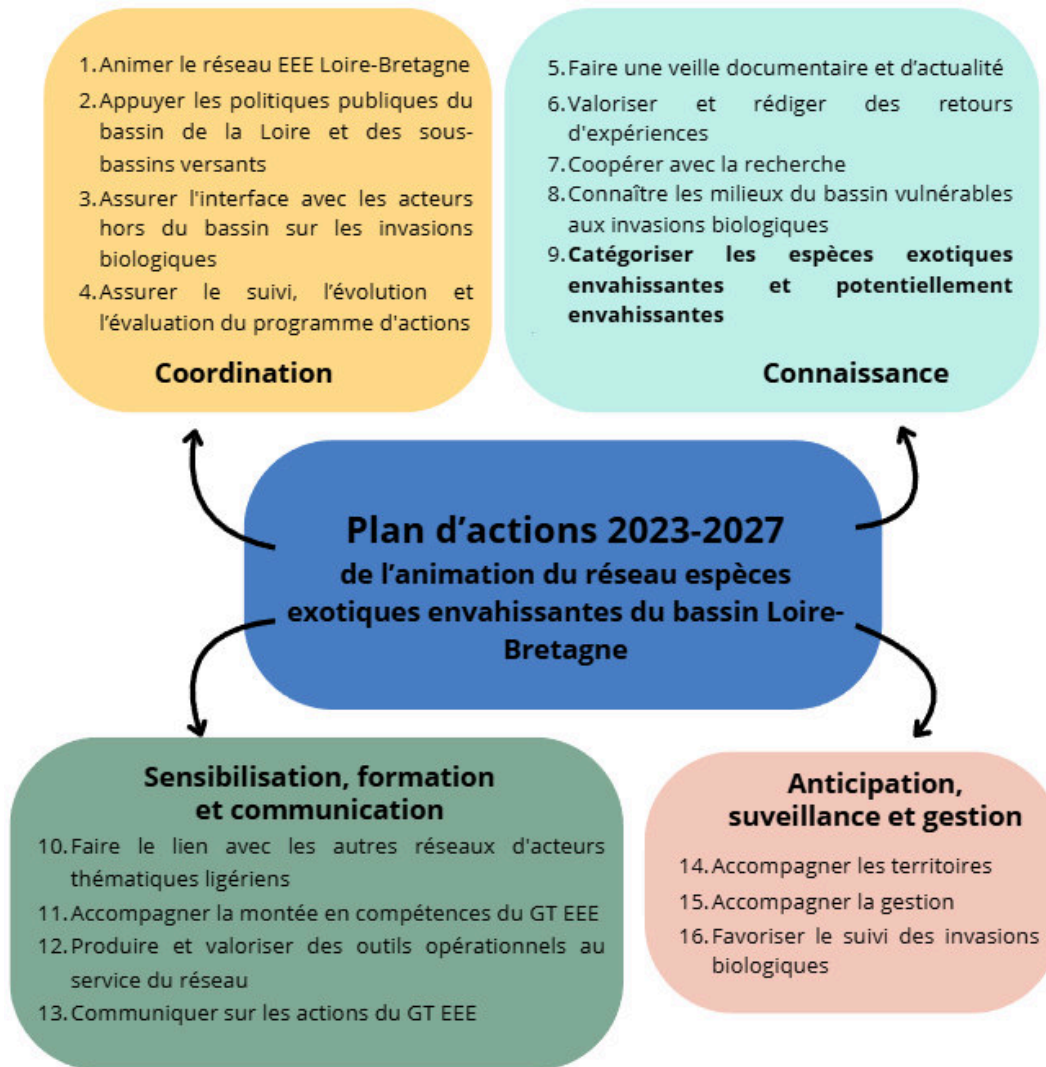 1. Animer le réseau EEE Loire-Bretagne
2. Appuyer les politiques publiques du
bassin de la Loire et des sous-
bassins versants
3. Assurer l'interface avec les acteurs
hors du bassin sur les invasions
biologiques
4. Assurer le suivi, l'évolution et
l'évaluation du programme d'actions
Coordination
5. Faire une veille documentaire et d'actualité
6. Valoriser et rédiger des retours
d'expériences
7. Coopérer avec la recherche
8. Connaître les milieux du bassin vulnérables
aux invasions biologiques
9. Catégoriser les espèces exotiques
envahissantes et potentiellement
envahissantes
Connaissance
Plan d'actions 2023-2027
de l'animation du réseau espèces
exotiques envahissantes du bassin Loire-
Bretagne
Sensibilisation, formation
et communication
10. Faire le lien avec les autres réseaux d'acteurs
thématiques ligériens
11. Accompagner la montée en compétences du GT EEE
12. Produire et valoriser des outils opérationnels au
service du réseau
13. Communiquer sur les actions du GT EEE
Anticipation,
suveillance et gestion
14. Accompagner les territoires
15. Accompagner la gestion
16. Favoriser le suivi des invasions
biologiques